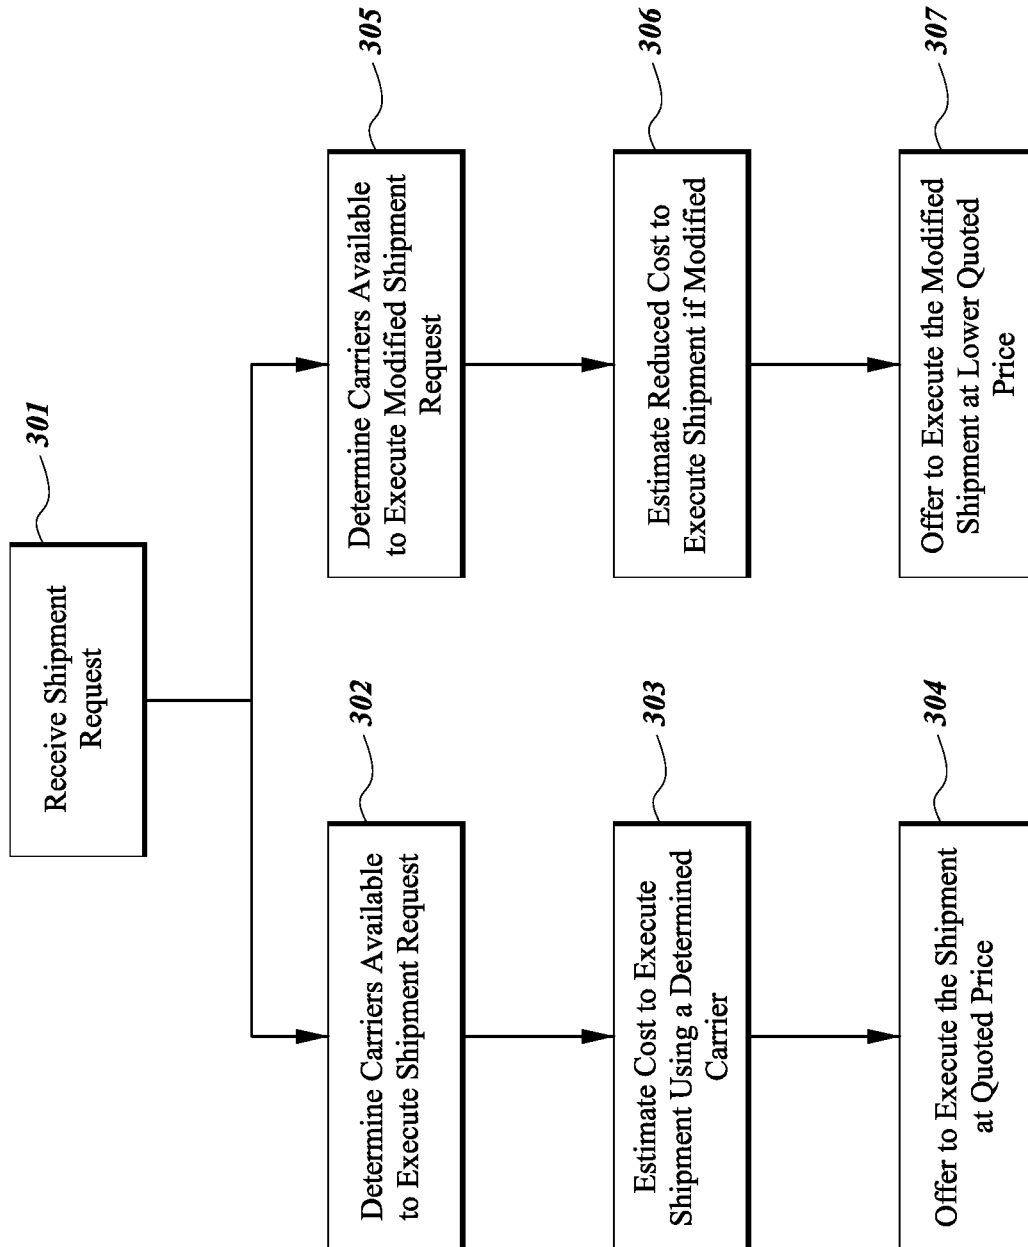 301
Receive Shipment
Request
302
Determine Carriers Available
to Execute Shipment Request
303
Estimate Cost to Execute
Shipment Using a Determined
Carrier
304
Offer to Execute the Shipment
at Quoted Price
305
Determine Carriers Available
to Execute Modified Shipment
Request
306
Estimate Reduced Cost to
Execute Shipment if Modified
307
Offer to Execute the Modified
Shipment at Lower Quoted
Price